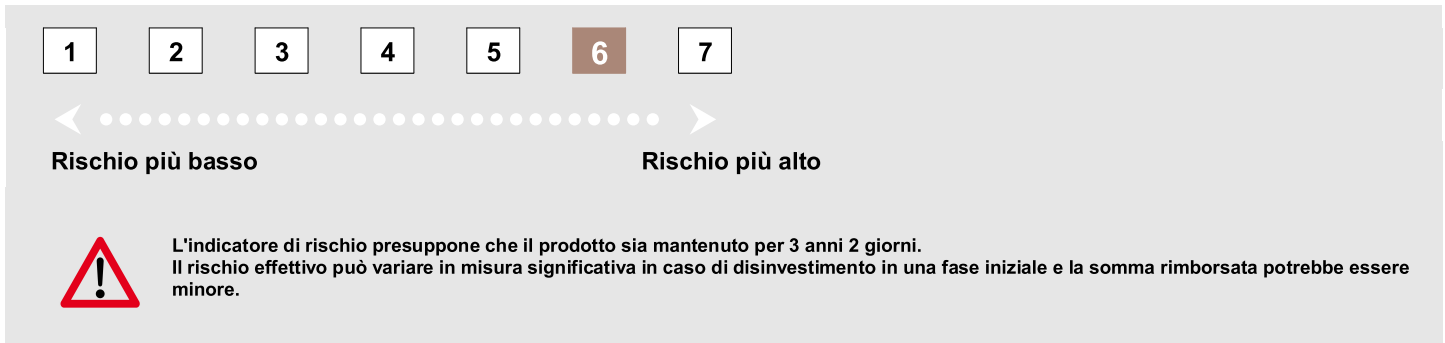 1 2 3 4 5 6 7
Rischio più basso Rischio più alto
L'indicatore di rischio presuppone che il prodotto sia mantenuto per 3 anni 2 giorni.
Il rischio effettivo può variare in misura significativa in caso di disinvestimento in una fase iniziale e la somma rimborsata potrebbe essere
minore.